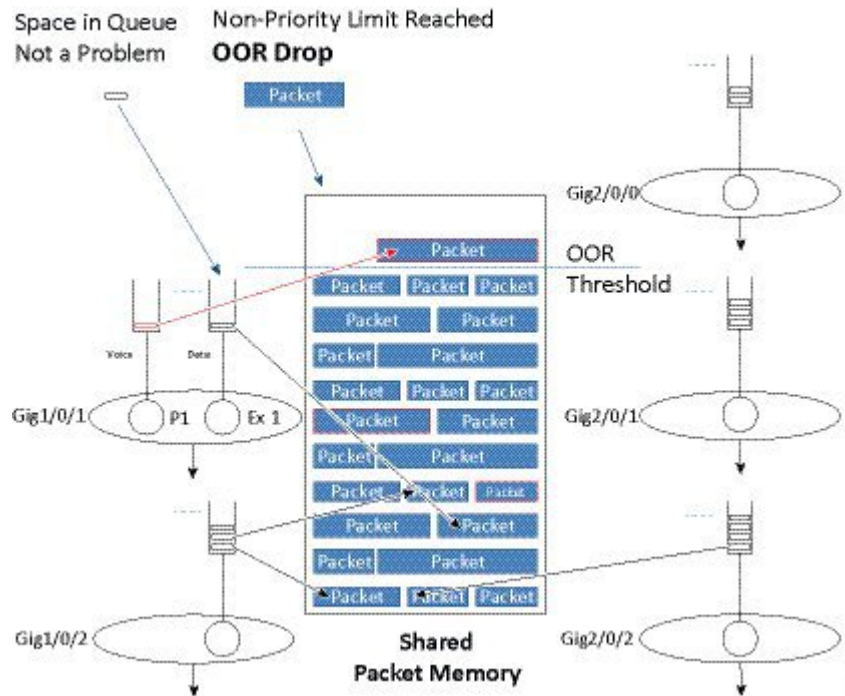 Space in Queue
Not a Problem
Non-Priority Limit Reached
OOR Drop
Packet
Gig2/0/0
Packet
OOR
Threshold
Packet Packet Packet
Packet Packet
Voice Data
Packet Packet
Packet Packet Packet
Gig1/0/1 P1 Ex 1
Packet Packet
Gig2/0/1
Packet Packet
Packet Packet Packet
Packet Packet
Packet Packet
Packet Packet Packet
Gig1/0/2
Shared
Packet Memory
Gig2/0/2